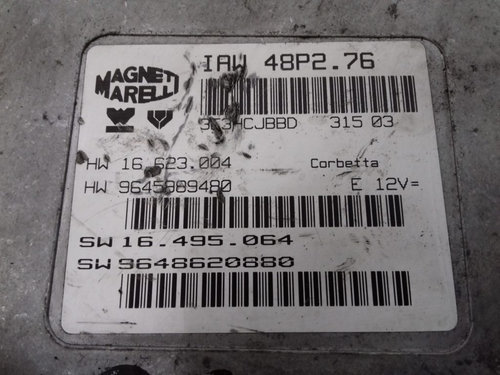 IAW 48P2.76
MAGNETI
MARELLI
315 03
HW 16.623.004 Corbetta
HW 9645989480 E 12V=
SW 16.495.064
SW 9648620880